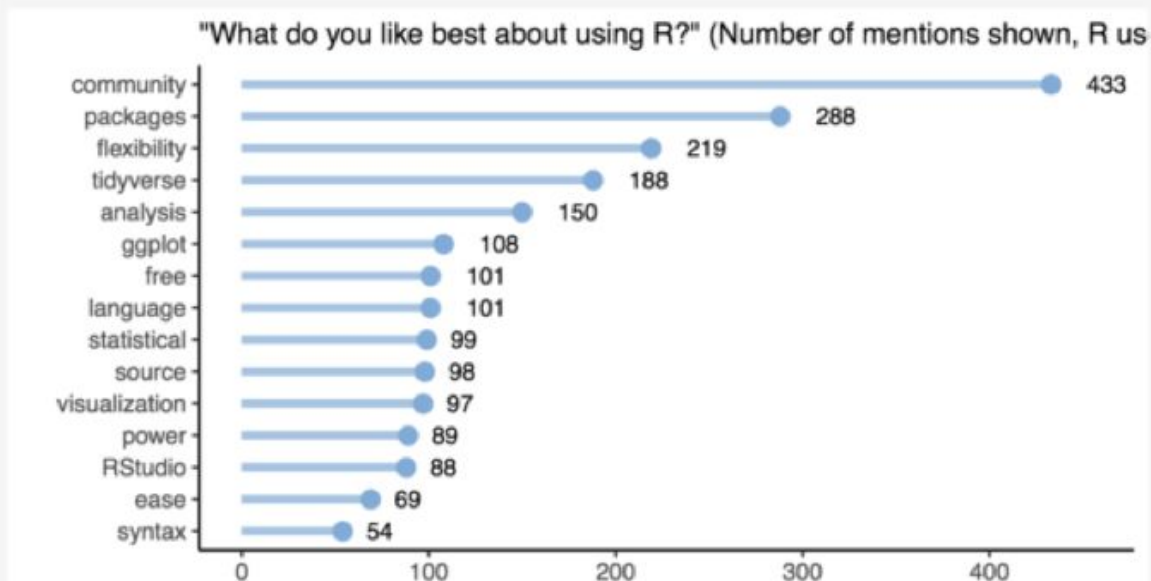 "What do you like best about using R?" (Number of mentions shown, R us
community 433
packages 288
flexibility 219
tidyverse 188
analysis 150
ggplot 108
free 101
language 101
statistical 99
source 98
visualization 97
power 89
RStudio 88
ease 69
syntax 54
0 100 200 300 400